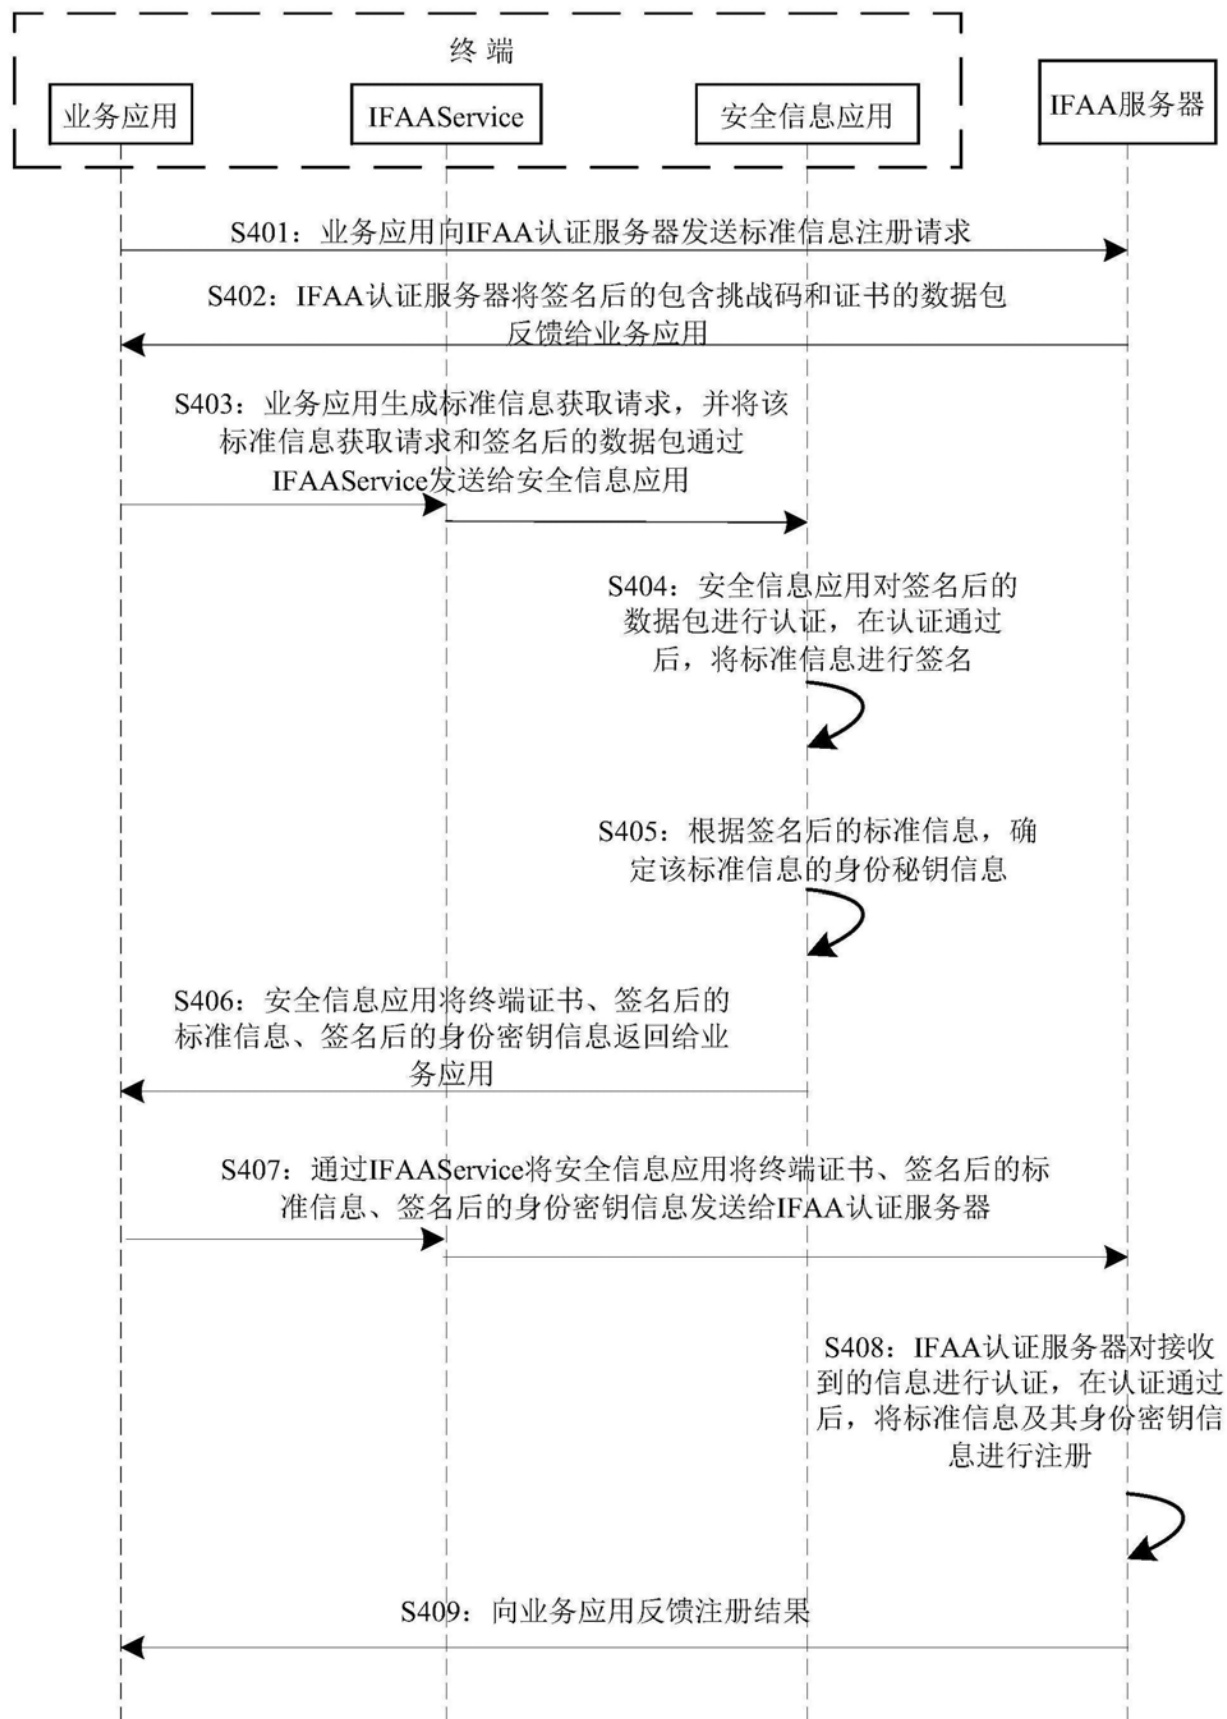 终 端
业务应用
IFAAService
安全信息应用
IFAA服务器
S401：业务应用向IFAA认证服务器发送标准信息注册请求
S402：IFAA认证服务器将签名后的包含挑战码和证书的数据包
反馈给业务应用
S403：业务应用生成标准信息获取请求，并将该
标准信息获取请求和签名后的数据包通过
IFAAService发送给安全信息应用
S404：安全信息应用对签名后的
数据包进行认证，在认证通过
后，将标准信息进行签名
S405：根据签名后的标准信息，确
定该标准信息的身份秘钥信息
S406：安全信息应用将终端证书、签名后的
标准信息、签名后的身份密钥信息返回给业
务应用
S407：通过IFAAService将安全信息应用将终端证书、签名后的标
准信息、签名后的身份密钥信息发送给IFAA认证服务器
S408：IFAA认证服务器对接收
到的信息进行认证，在认证通过
后，将标准信息及其身份密钥信
息进行注册
S409：向业务应用反馈注册结果